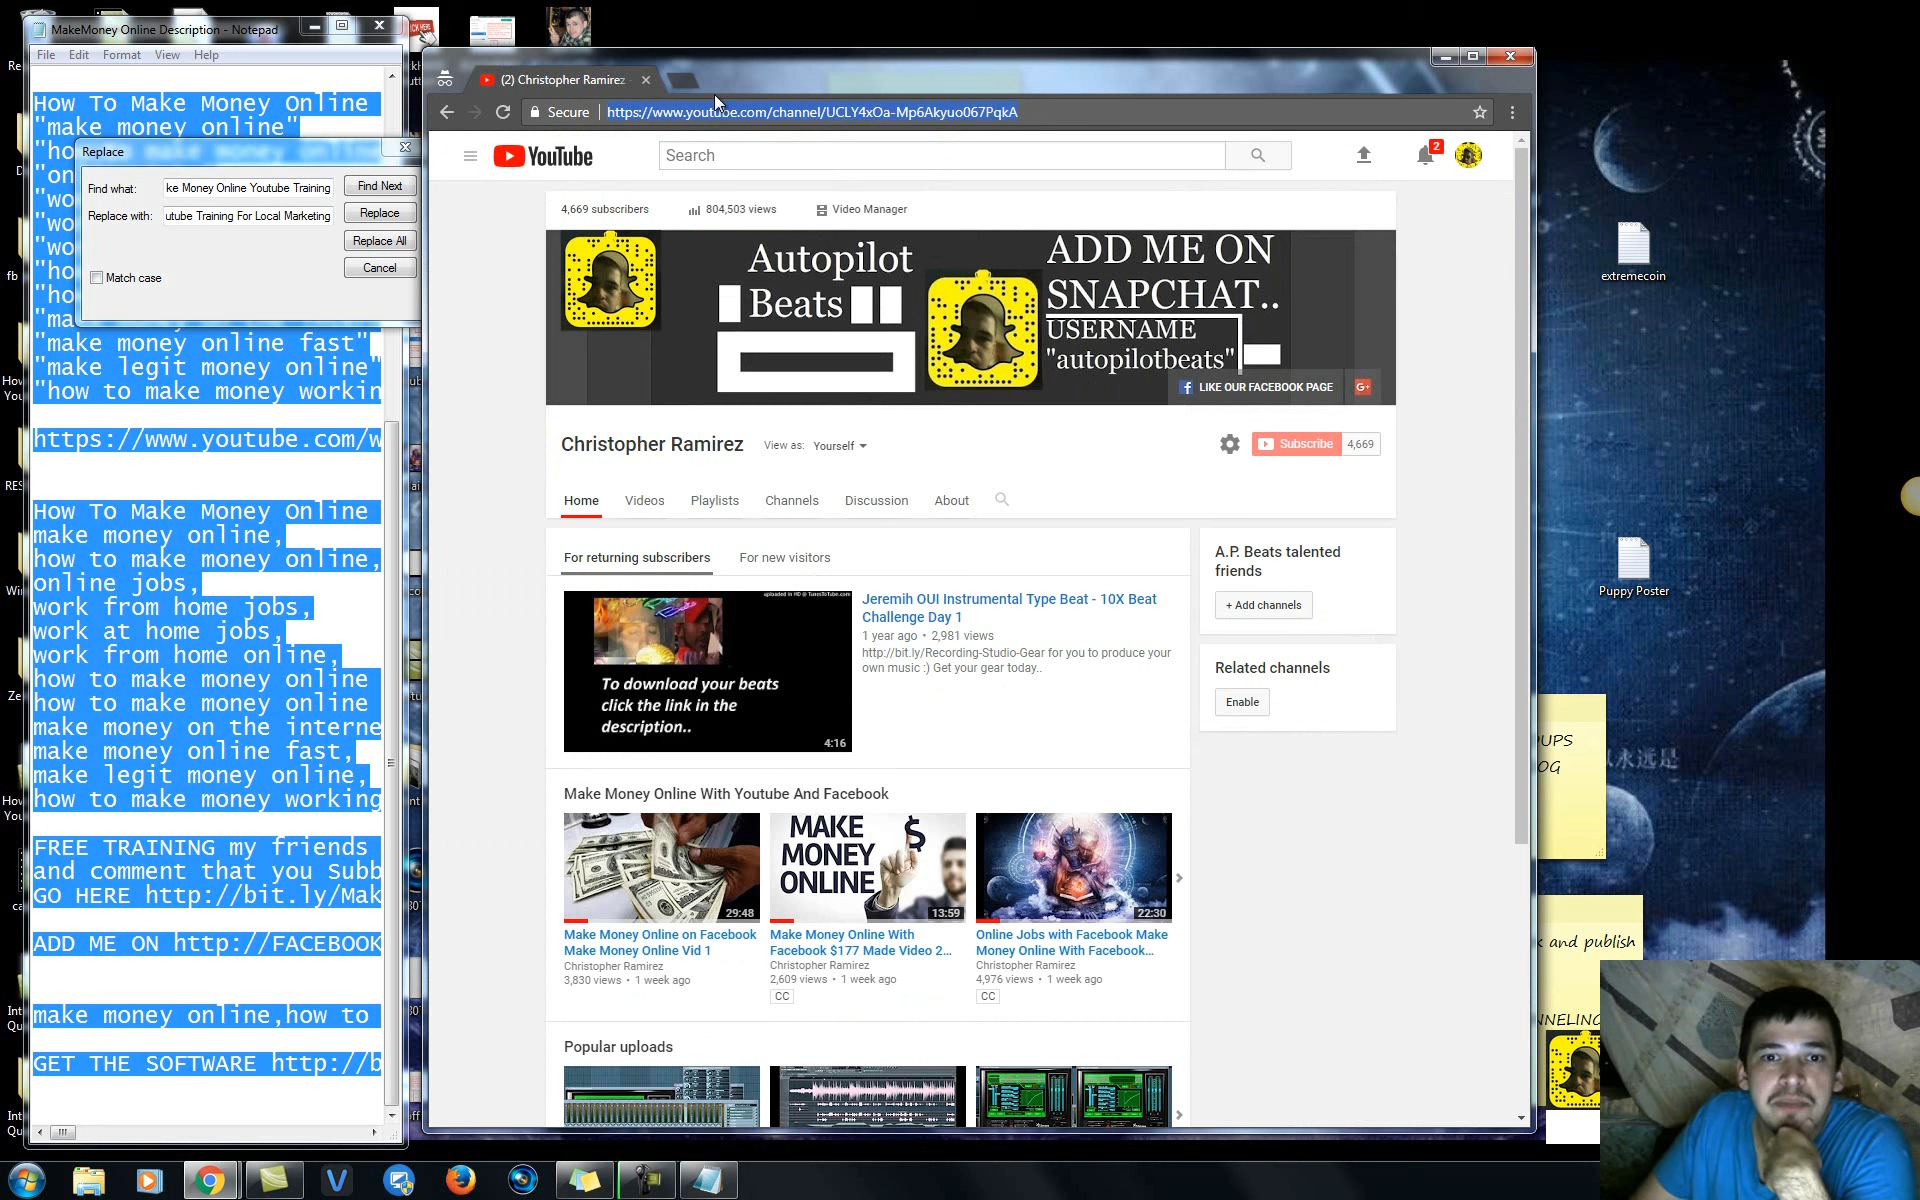 MakeMoney Online Description - Notepad
File Edit Format View Help
How To Make Money Online
"make money online"
Replace
Find what:
ke Money Online Youtube Training
Find Next
Replace with:
utube Training For Local Marketing
Replace
Replace All
Cancel
Match case
"make money online fast"
"make legit money online"
"how to make money workin
https://www.youtube.com/w
How To Make Money Online
make money online,
how to make money online,
online jobs,
work from home jobs,
work at home jobs,
work from home online,
how to make money online
how to make money online
make money on the interne
make money online fast,
make legit money online,
how to make money working
FREE TRAINING my friends
and comment that you Subb
GO HERE http://bit.ly/Mak
ADD ME ON http://FACEBOOK
make money online,how to
GET THE SOFTWARE http://b
(2) Christopher Ramirez
Secure
https://www.youtube.com/channel/UCLY4xOa-Mp6Akyuo067PqkA
YouTube
Search
2
4,669 subscribers
804,503 views
Video Manager
Autopilot
Beats
ADD ME ON
SNAPCHAT..
USERNAME
"autopilotbeats"
LIKE OUR FACEBOOK PAGE
G+
Christopher Ramirez
View as: Yourself
Subscribe 4,669
Home Videos Playlists Channels Discussion About
For returning subscribers
For new visitors
To download your beats
click the link in the
description..
4:16
Jeremih OUI Instrumental Type Beat - 10X Beat
Challenge Day 1
1 year ago • 2,981 views
http://bit.ly/Recording-Studio-Gear for you to produce your
own music :) Get your gear today..
A.P. Beats talented
friends
+ Add channels
Related channels
Enable
Make Money Online With Youtube And Facebook
29:48
MAKE
MONEY
ONLINE
13:59
22:30
Make Money Online on Facebook
Make Money Online Vid 1
Christopher Ramirez
3,830 views • 1 week ago
Make Money Online With
Facebook $177 Made Video 2...
Christopher Ramirez
2,609 views • 1 week ago
CC
Online Jobs with Facebook Make
Money Online With Facebook...
Christopher Ramirez
4,976 views • 1 week ago
CC
Popular uploads
extremecoin
Puppy Poster
UPS
OG
以永远是
k and publish
NNELING